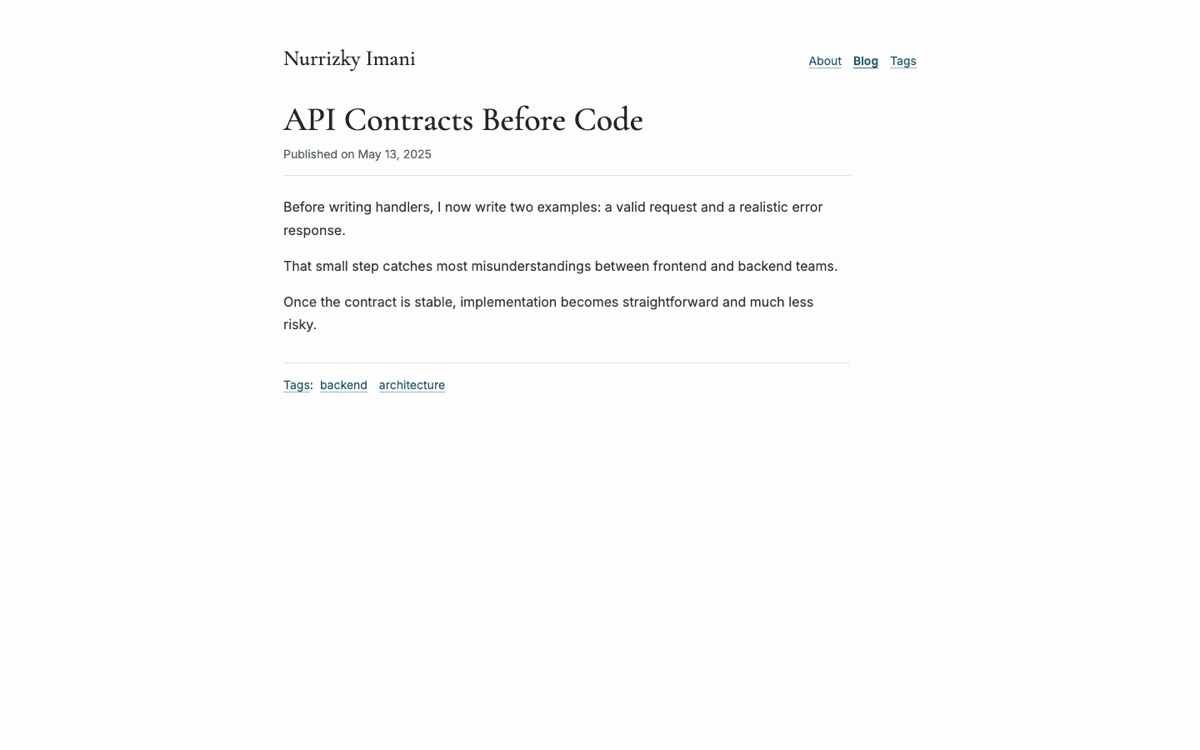 Nurrizky Imani
About Blog Tags
API Contracts Before Code
Published on May 13, 2025
Before writing handlers, I now write two examples: a valid request and a realistic error
response.
That small step catches most misunderstandings between frontend and backend teams.
Once the contract is stable, implementation becomes straightforward and much less
risky.
Tags: backend architecture